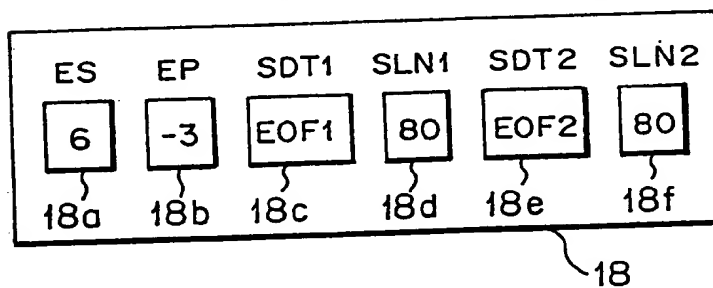 ES EP SDT1 SLN1 SDT2 SLN2
6 -3 EOF1 80 EOF2 80
18a 18b 18c 18d 18e 18f
18